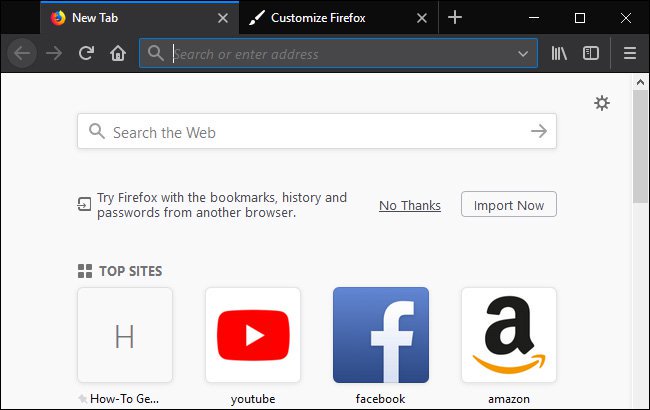 New Tab
Customize Firefox
Search or enter address
Search the Web
Try Firefox with the bookmarks, history and
passwords from another browser.
No Thanks
Import Now
TOP SITES
H
How-To Ge...
youtube
facebook
amazon